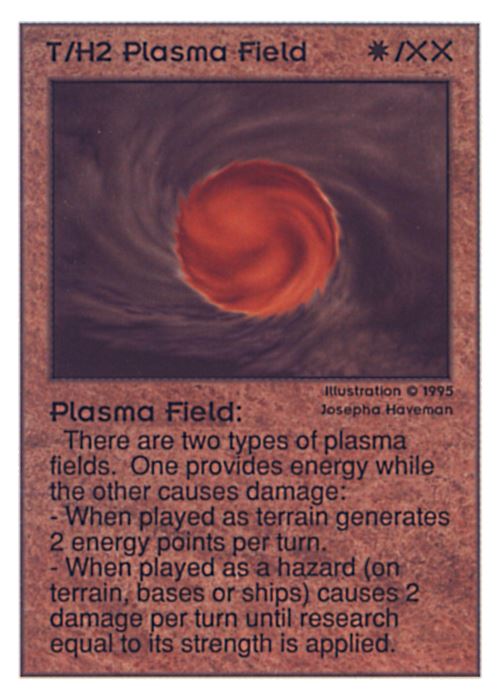 T/H2 Plasma Field ✷/XX
Illustration © 1995
Josepha Haveman
Plasma Field:
There are two types of plasma
fields. One provides energy while
the other causes damage:
- When played as terrain generates
2 energy points per turn.
- When played as a hazard (on
terrain, bases or ships) causes 2
damage per turn until research
equal to its strength is applied.